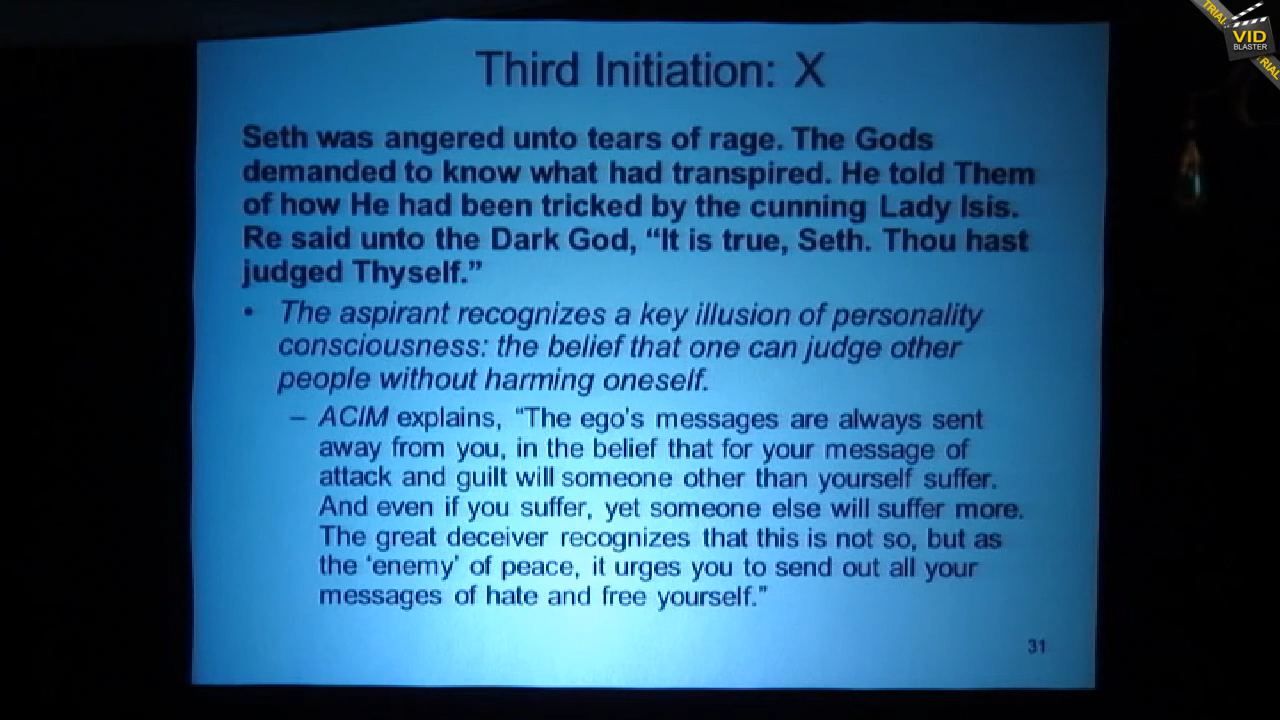 Third Initiation: X
Seth was angered unto tears of rage. The Gods
demanded to know what had transpired. He told Them
of how He had been tricked by the cunning Lady Isis.
Re said unto the Dark God, “It is true, Seth. Thou hast
judged Thyself.”
• The aspirant recognizes a key illusion of personality
consciousness: the belief that one can judge other
people without harming oneself.
– ACIM explains, “The ego’s messages are always sent
away from you, in the belief that for your message of
attack and guilt will someone other than yourself suffer.
And even if you suffer, yet someone else will suffer more.
The great deceiver recognizes that this is not so, but as
the ‘enemy’ of peace, it urges you to send out all your
messages of hate and free yourself.”
31
TRIAL
VID
BLASTER
TRIAL